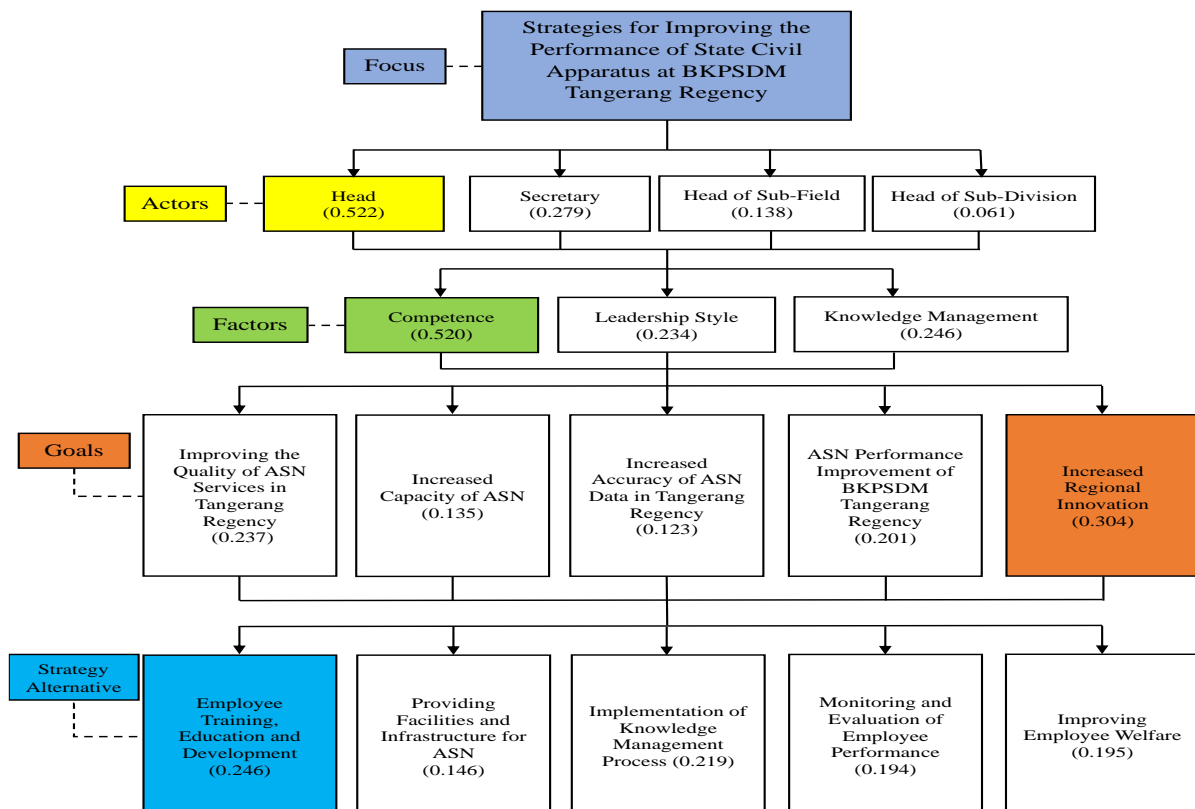 Strategies for Improving the
Performance of State Civil
Apparatus at BKPSDM
Tangerang Regency
Focus
Actors
Head
(0.522)
Secretary
(0.279)
Head of Sub-Field
(0.138)
Head of Sub-Division
(0.061)
Factors
Competence
(0.520)
Leadership Style
(0.234)
Knowledge Management
(0.246)
Goals
Improving the
Quality of ASN
Services in
Tangerang
Regency
(0.237)
Increased
Capacity of ASN
(0.135)
Increased
Accuracy of ASN
Data in Tangerang
Regency
(0.123)
ASN Performance
Improvement of
BKPSDM
Tangerang
Regency
(0.201)
Increased
Regional
Innovation
(0.304)
Strategy
Alternative
Employee
Training,
Education and
Development
(0.246)
Providing
Facilities and
Infrastructure for
ASN
(0.146)
Implementation of
Knowledge
Management
Process (0.219)
Monitoring and
Evaluation of
Employee
Performance
(0.194)
Improving
Employee Welfare
(0.195)